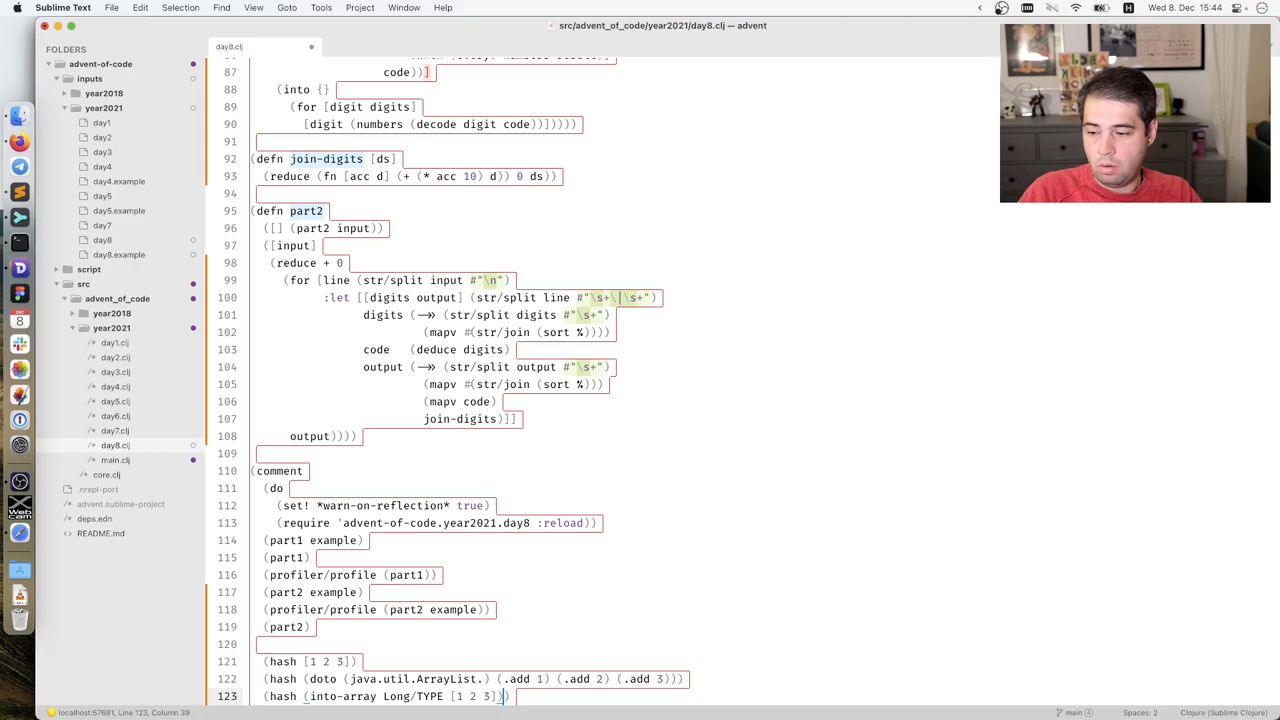 Sublime Text File Edit Selection Find View Goto Tools Project Window Help
Wed 8. Dec 15:44
src/advent_of_code/year2021/day8.clj — advent
FOLDERS
advent-of-code
inputs
year2018
year2021
day1
day2
day3
day4
day4.example
day5
day5.example
day7
day8
day8.example
script
src
advent_of_code
year2018
year2021
day1.clj
day2.clj
day3.clj
day4.clj
day5.clj
day6.clj
day7.clj
day8.clj
main.clj
core.clj
.nrepl-port
advent.sublime-project
deps.edn
README.md
day8.clj
87 code))]
88 (into {}
89 (for [digit digits]
90 [digit (numbers (decode digit code))]))))
91
92 (defn join-digits [ds]
93 (reduce (fn [acc d] (+ (* acc 10) d)) 0 ds))
94
95 (defn part2
96 ([] (part2 input))
97 ([input]
98 (reduce + 0
99 (for [line (str/split input #"\n")
100 :let [[digits output] (str/split line #"\s+\|\s+")
101 digits (->> (str/split digits #"\s+")
102 (mapv #(str/join (sort %))))
103 code (deduce digits)
104 output (->> (str/split output #"\s+")
105 (mapv #(str/join (sort %)))
106 (mapv code)
107 join-digits)]]
108 output))))
109
110 (comment
111 (do
112 (set! *warn-on-reflection* true)
113 (require 'advent-of-code.year2021.day8 :reload))
114 (part1 example)
115 (part1)
116 (profiler/profile (part1))
117 (part2 example)
118 (profiler/profile (part2 example))
119 (part2)
120
121 (hash [1 2 3])
122 (hash (doto (java.util.ArrayList.) (.add 1) (.add 2) (.add 3)))
123 (hash (into-array Long/TYPE [1 2 3]))
localhost:57681, Line 123, Column 39
main 4
Spaces: 2
Clojure (Sublime Clojure)